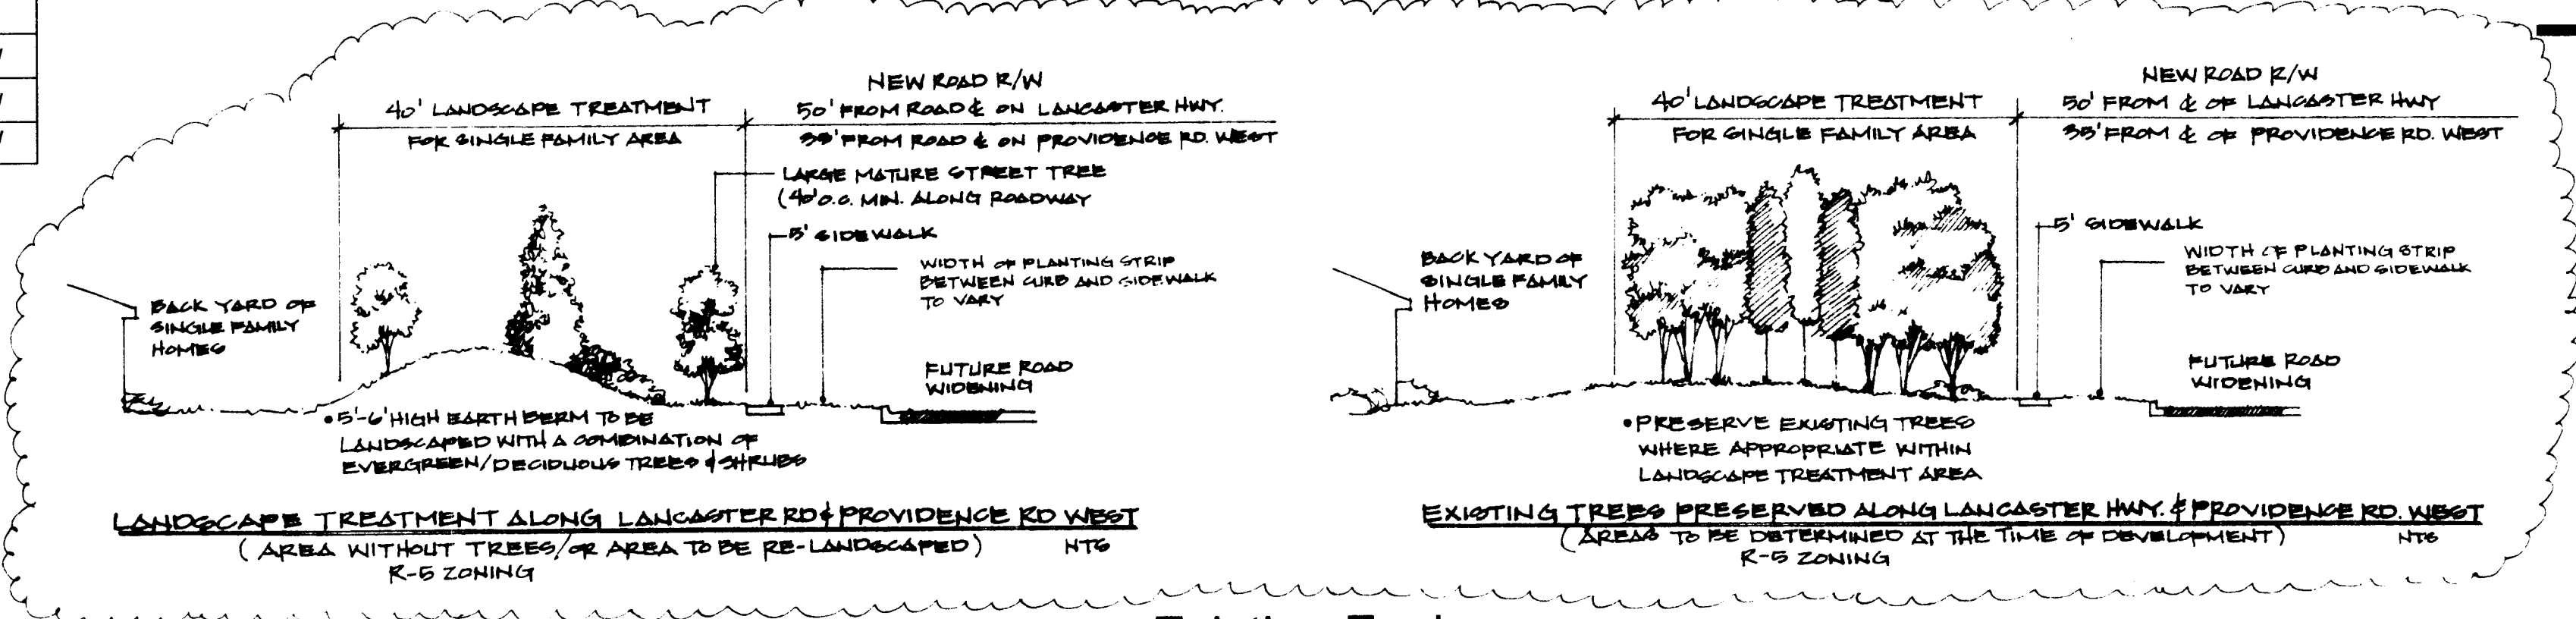 NEW ROAD R/W
40' LANDSCAPE TREATMENT
FOR SINGLE FAMILY AREA
50' FROM ROAD ℄ ON LANCASTER HWY.
35' FROM ROAD ℄ ON PROVIDENCE RD. WEST
LARGE MATURE STREET TREE
(40' O.C. MIN. ALONG ROADWAY
5' SIDEWALK
WIDTH OF PLANTING STRIP
BETWEEN CURB AND SIDEWALK
TO VARY
BACK YARD OF
SINGLE FAMILY
HOMES
FUTURE ROAD
WIDENING
• 5'-6' HIGH EARTH BERM TO BE
LANDSCAPED WITH A COMBINATION OF
EVERGREEN/DECIDUOUS TREES & SHRUBS
LANDSCAPE TREATMENT ALONG LANCASTER RD & PROVIDENCE RD WEST
(AREA WITHOUT TREES/OR AREA TO BE RE-LANDSCAPED) NTS
R-5 ZONING
NEW ROAD R/W
40' LANDSCAPE TREATMENT
FOR SINGLE FAMILY AREA
50' FROM ℄ OF LANCASTER HWY
35' FROM ℄ OF PROVIDENCE RD. WEST
5' SIDEWALK
WIDTH OF PLANTING STRIP
BETWEEN CURB AND SIDEWALK
TO VARY
BACK YARD OF
SINGLE FAMILY
HOMES
FUTURE ROAD
WIDENING
• PRESERVE EXISTING TREES
WHERE APPROPRIATE WITHIN
LANDSCAPE TREATMENT AREA
EXISTING TREES PRESERVED ALONG LANCASTER HWY. & PROVIDENCE RD. WEST
(AREAS TO BE DETERMINED AT THE TIME OF DEVELOPMENT) NTS
R-5 ZONING